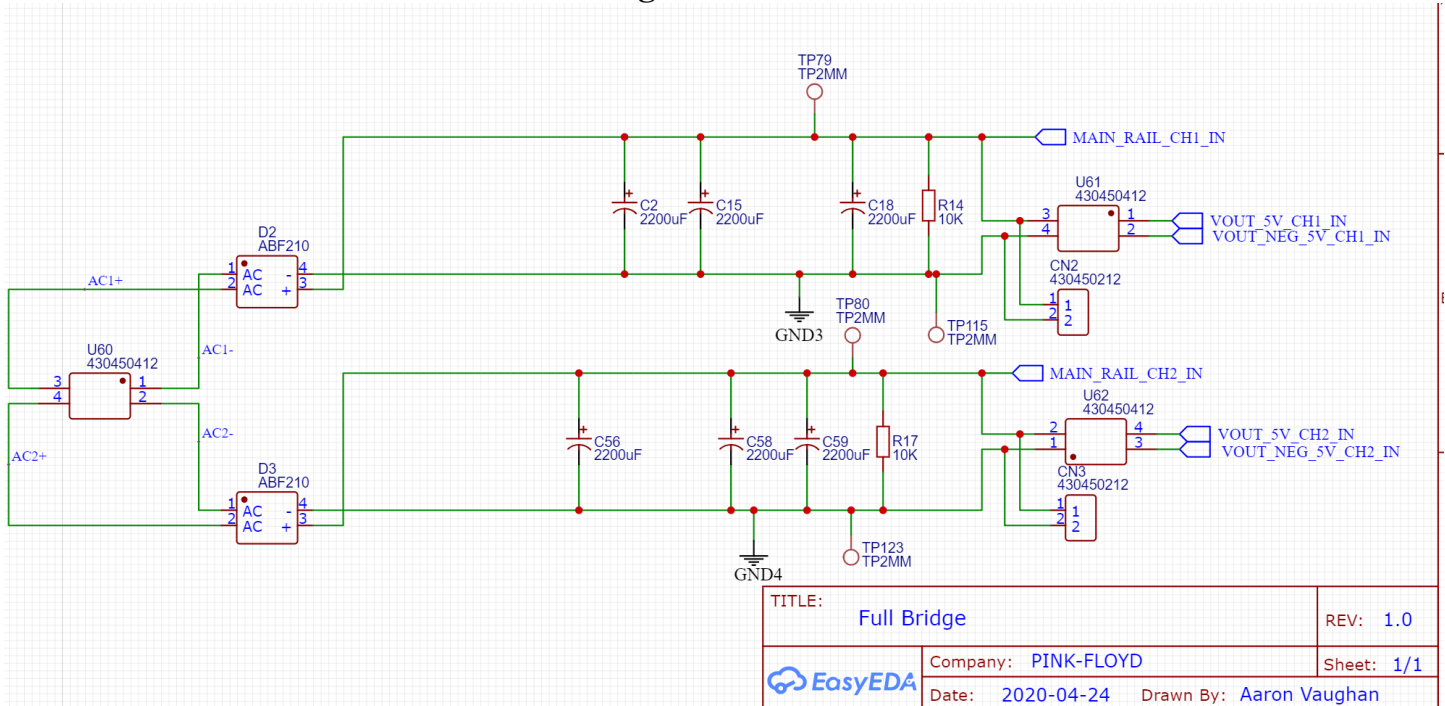 TP79
TP2MM
MAIN_RAIL_CH1_IN
U61
430450412
C2
2200uF
C15
2200uF
C18
2200uF
R14
10K
3
4
1
2
VOUT_5V_CH1_IN
VOUT_NEG_5V_CH1_IN
D2
ABF210
1
2
AC
AC
-
+
4
3
CN2
430450212
1
2
1
2
AC1+
TP80
TP2MM
GND3
TP115
TP2MM
U60
430450412
AC1-
3
4
1
2
MAIN_RAIL_CH2_IN
U62
430450412
AC2-
AC2+
C56
2200uF
C58
2200uF
C59
2200uF
R17
10K
2
1
4
3
VOUT_5V_CH2_IN
VOUT_NEG_5V_CH2_IN
D3
ABF210
1
2
AC
AC
-
+
4
3
CN3
430450212
1
2
1
2
GND4
TP123
TP2MM
TITLE:
Full Bridge
REV: 1.0
EasyEDA
Company: PINK-FLOYD
Sheet: 1/1
Date: 2020-04-24 Drawn By: Aaron Vaughan